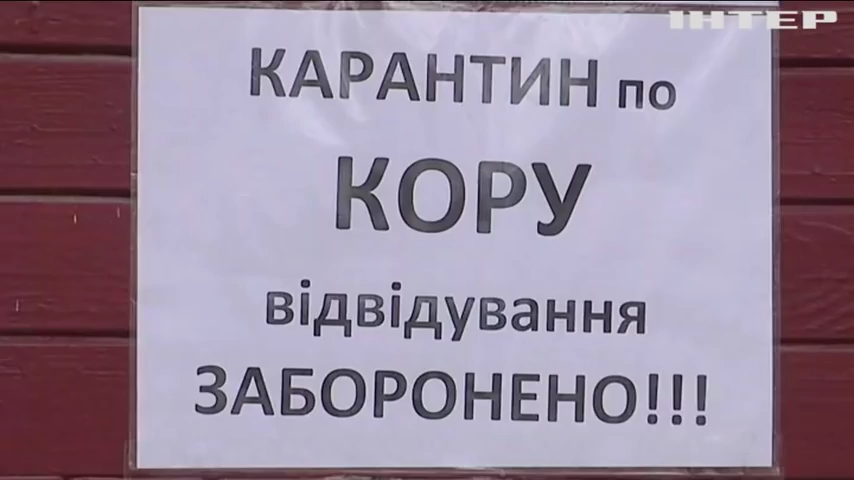 ІНТЕР
КАРАНТИН по
КОРУ
відвідування
ЗАБОРОНЕНО!!!